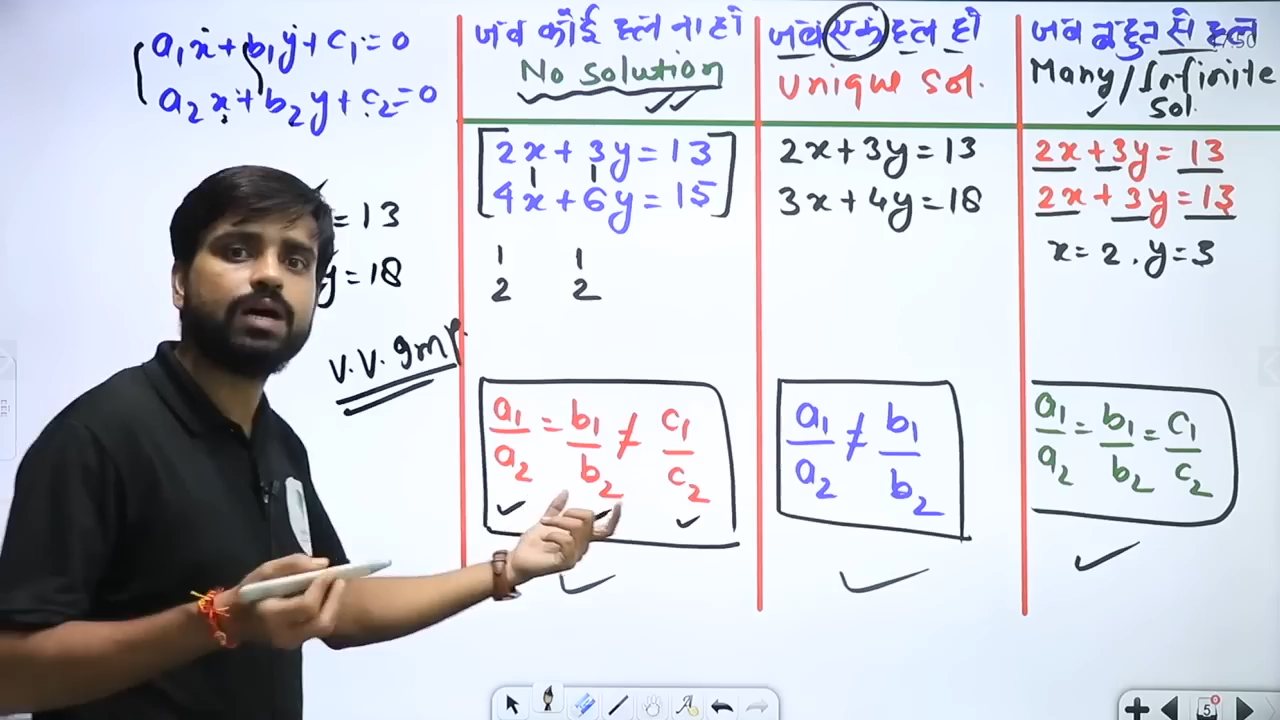 a₁x + b₁y + c₁ = 0
a₂x + b₂y + c₂ = 0
= 13
y = 18
V.V. Imp.
जब कोई हल ना हो
No Solution
2x + 3y = 13
4x + 6y = 15
1 1
2 2
a₁/a₂ = b₁/b₂ ≠ c₁/c₂
जब एक हल हो
Unique Sol.
2x + 3y = 13
3x + 4y = 18
a₁/a₂ ≠ b₁/b₂
जब बहुत से हल
Many/Infinite
Sol.
2x + 3y = 13
2x + 3y = 13
x = 2, y = 3
a₁/a₂ = b₁/b₂ = c₁/c₂
5